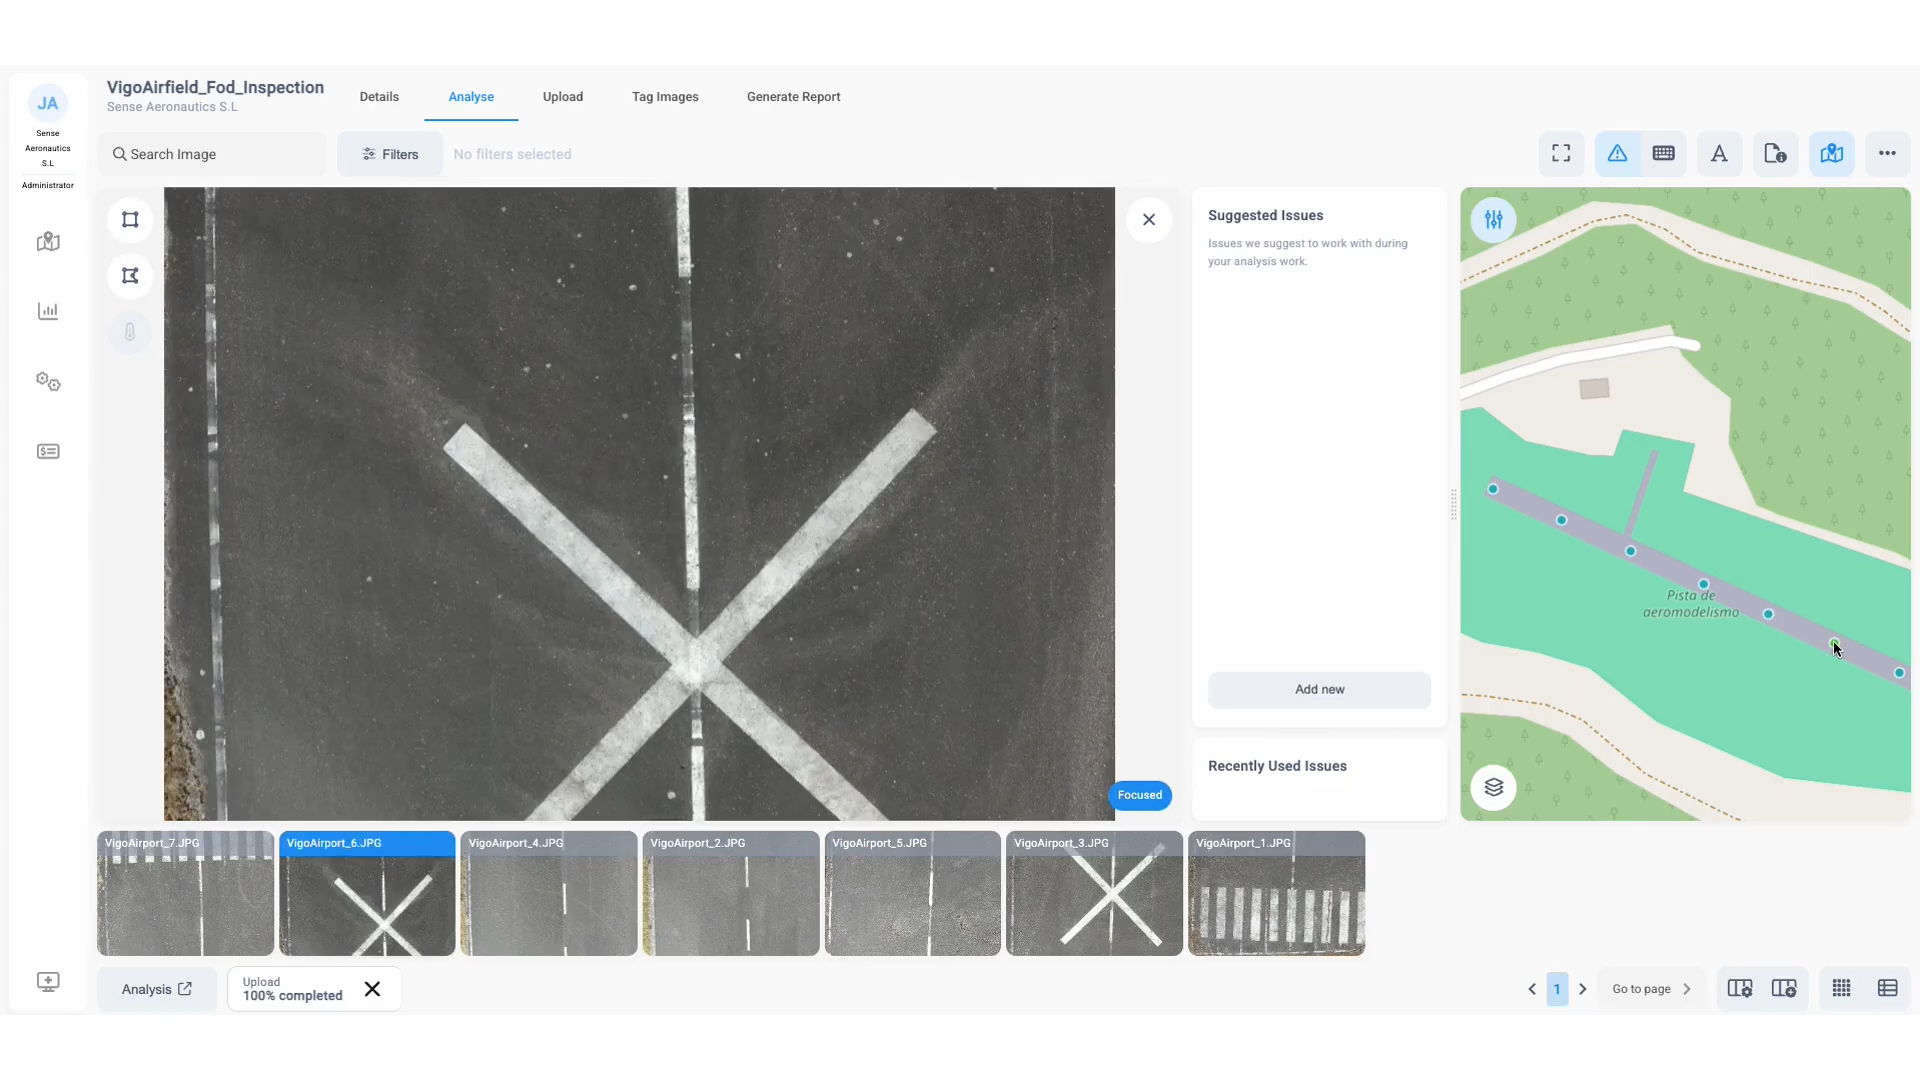 JA
Sense
Aeronautics
S.L
Administrator
VigoAirfield_Fod_Inspection
Sense Aeronautics S.L
Details
Analyse
Upload
Tag Images
Generate Report
Search Image
Filters
No filters selected
Suggested Issues
Issues we suggest to work with during
your analysis work.
Add new
Recently Used Issues
Focused
Pista de
aeromodelismo
VigoAirport_7.JPG
VigoAirport_6.JPG
VigoAirport_4.JPG
VigoAirport_2.JPG
VigoAirport_5.JPG
VigoAirport_3.JPG
VigoAirport_1.JPG
Analysis
Upload
100% completed
1
Go to page